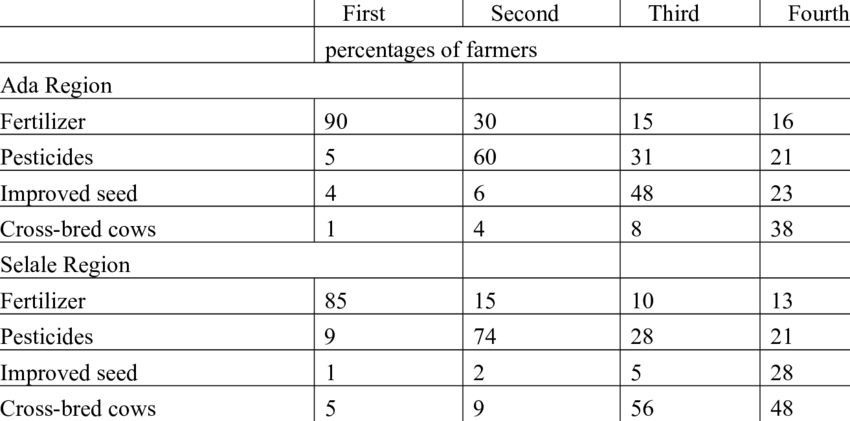 First Second Third Fourth
percentages of farmers
Ada Region
Fertilizer 90 30 15 16
Pesticides 5 60 31 21
Improved seed 4 6 48 23
Cross-bred cows 1 4 8 38
Selale Region
Fertilizer 85 15 10 13
Pesticides 9 74 28 21
Improved seed 1 2 5 28
Cross-bred cows 5 9 56 48